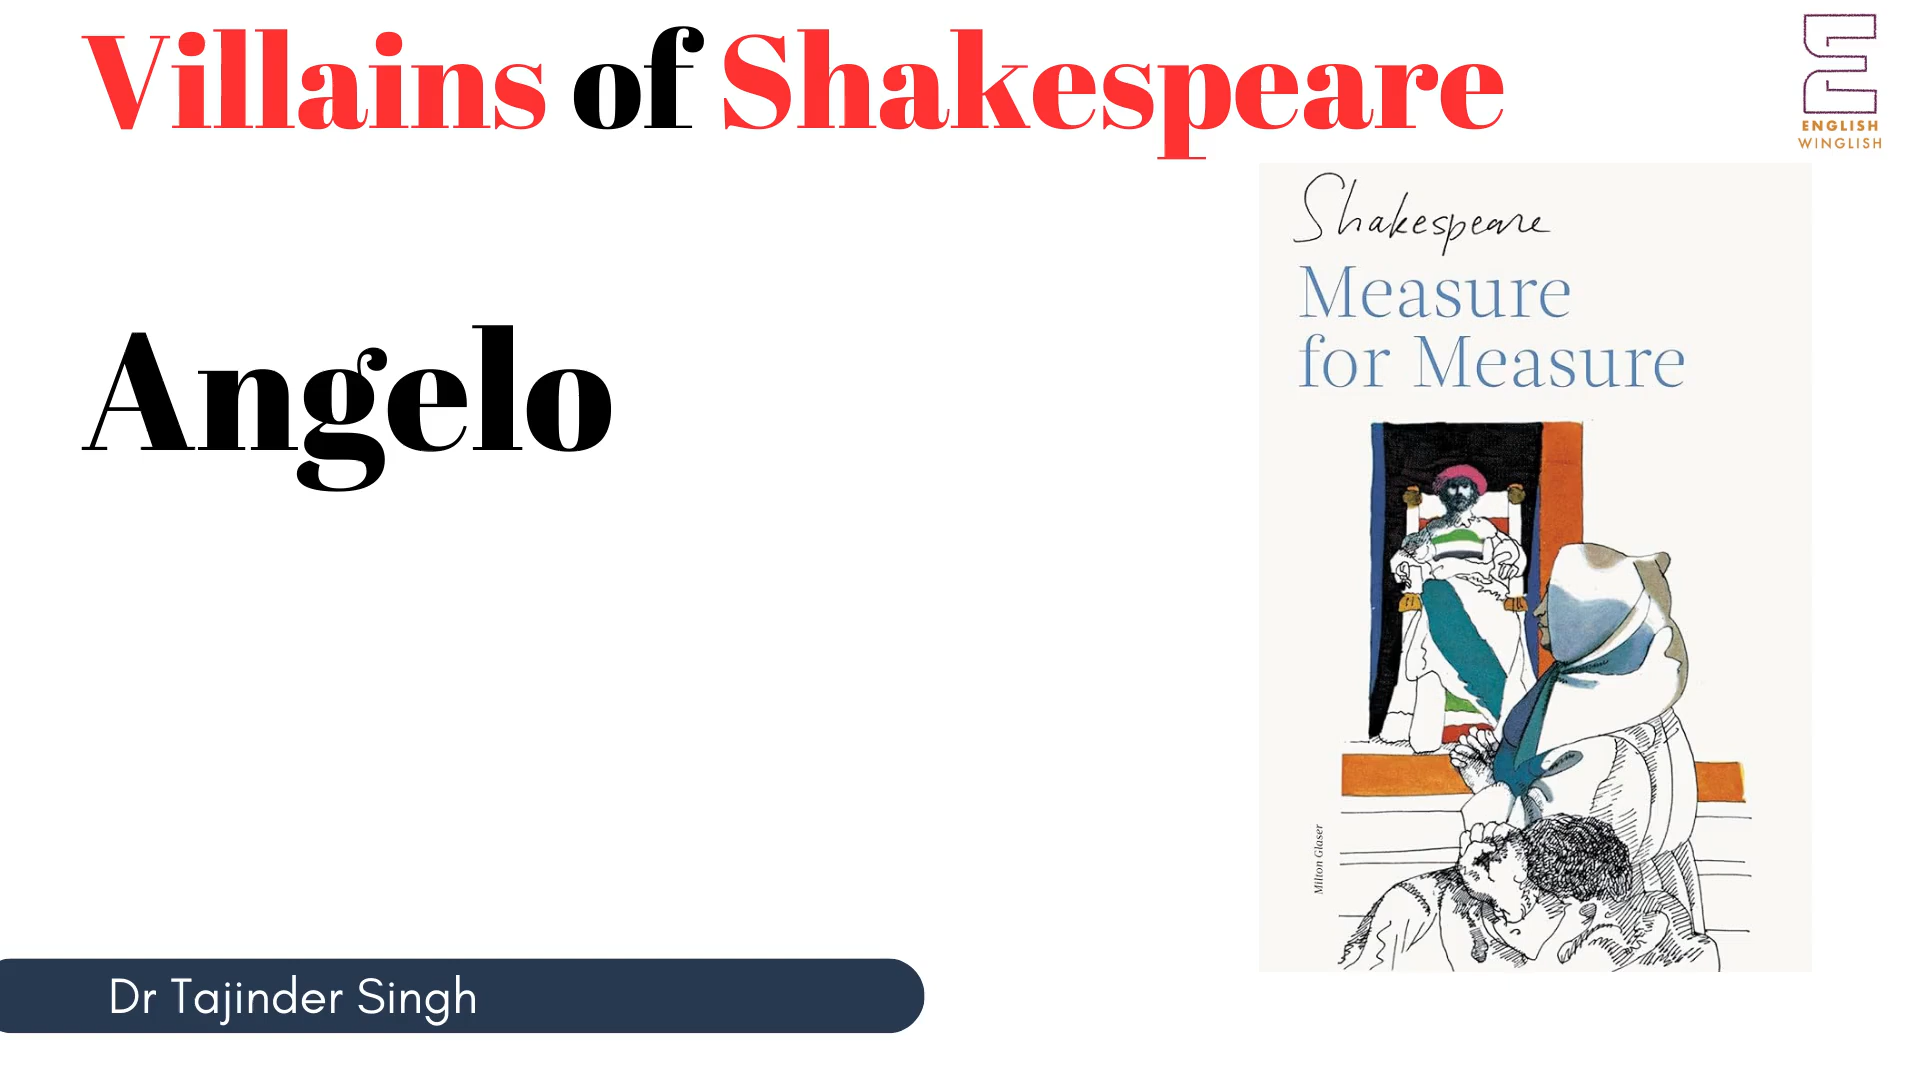 Villains of Shakespeare
ENGLISH
WINGLISH
Shakespeare
Measure
for Measure
Angelo
Milton Glaser
Dr Tajinder Singh